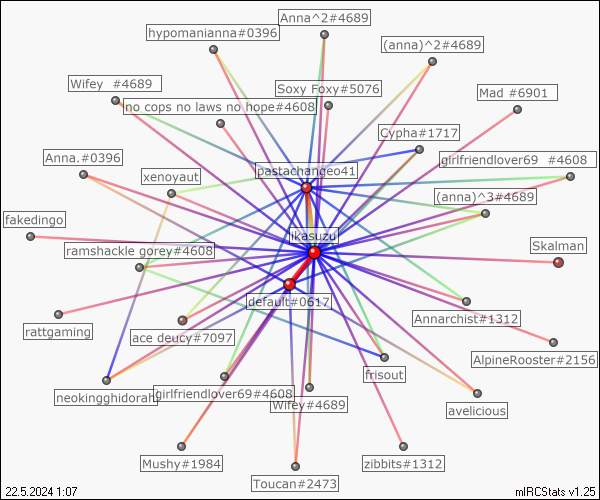 Anna^2#4689
hypomanianna#0396
(anna)^2#4689
Wifey #4689
Soxy Foxy#5076
Mad #6901
no cops no laws no hope#4608
Cypha#1717
girlfriendlover69 #4608
Anna.#0396
pastachangeo41
xenoyaut
(anna)^3#4689
fakedingo
ikasuzu
Skalman
ramshackle gorey#4608
default#0617
Annarchist#1312
rattgaming
ace deucy#7097
AlpineRooster#2156
frisout
neokingghidorah
girlfriendlover69#4608
Wifey#4689
avelicious
Mushy#1984
zibbits#1312
Toucan#2473
22.5.2024 1:07
mIRCStats v1.25